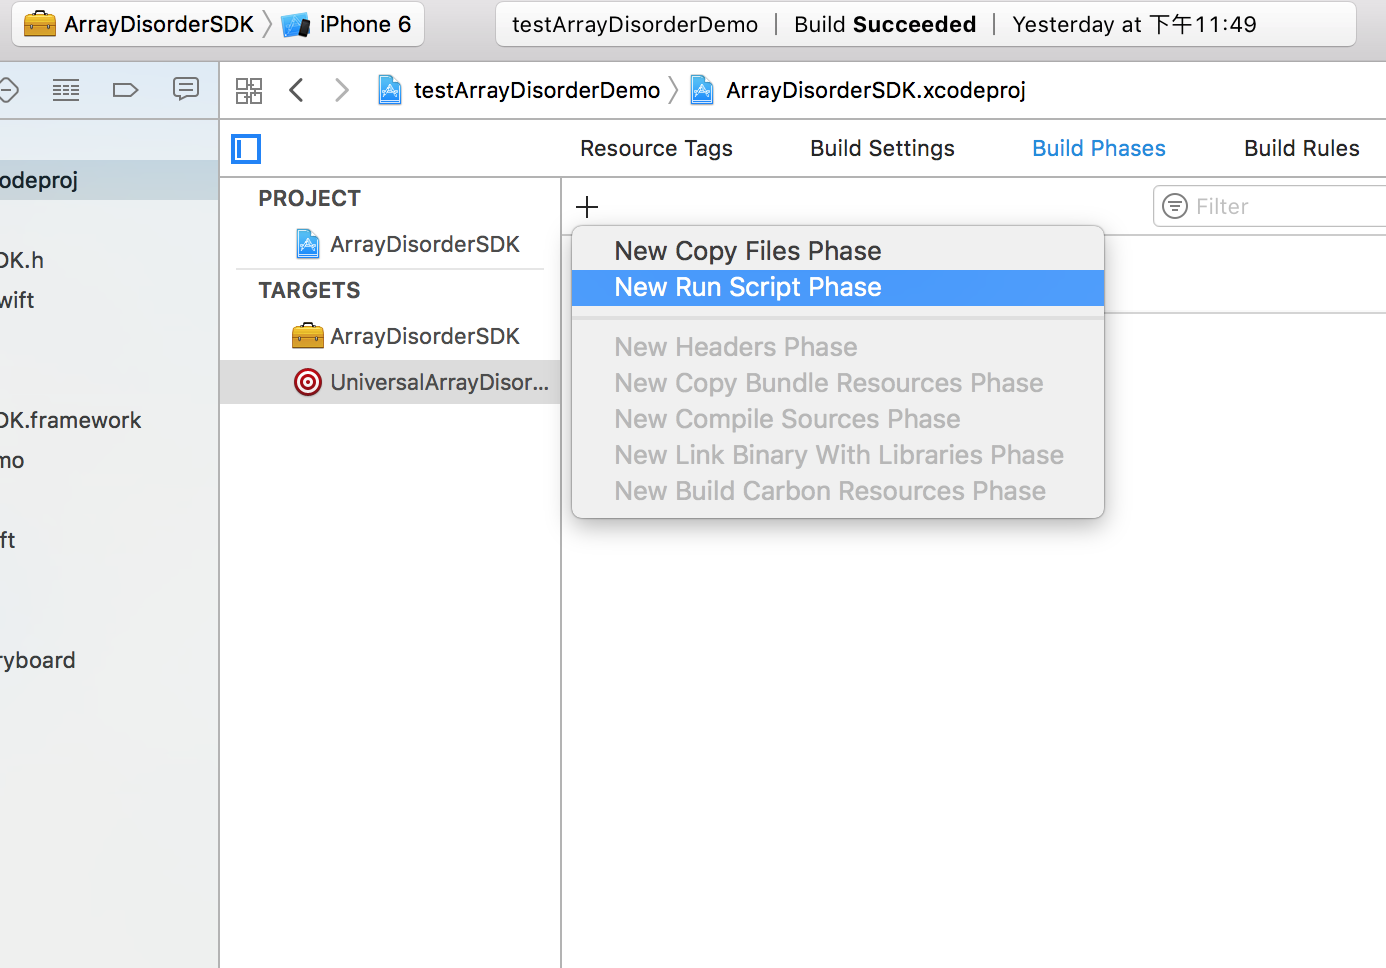 ArrayDisorderSDK iPhone 6
testArrayDisorderDemo | Build Succeeded | Yesterday at 下午11:49
testArrayDisorderDemo ArrayDisorderSDK.xcodeproj
Resource Tags Build Settings Build Phases Build Rules
odeproj
DK.h
wift
DK.framework
mo
ft
ryboard
PROJECT
ArrayDisorderSDK
TARGETS
ArrayDisorderSDK
UniversalArrayDisor...
Filter
New Copy Files Phase
New Run Script Phase
New Headers Phase
New Copy Bundle Resources Phase
New Compile Sources Phase
New Link Binary With Libraries Phase
New Build Carbon Resources Phase